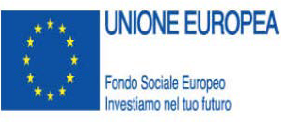 UNIONE EUROPEA
Fondo Sociale Europeo
Investiamo nel tuo futuro